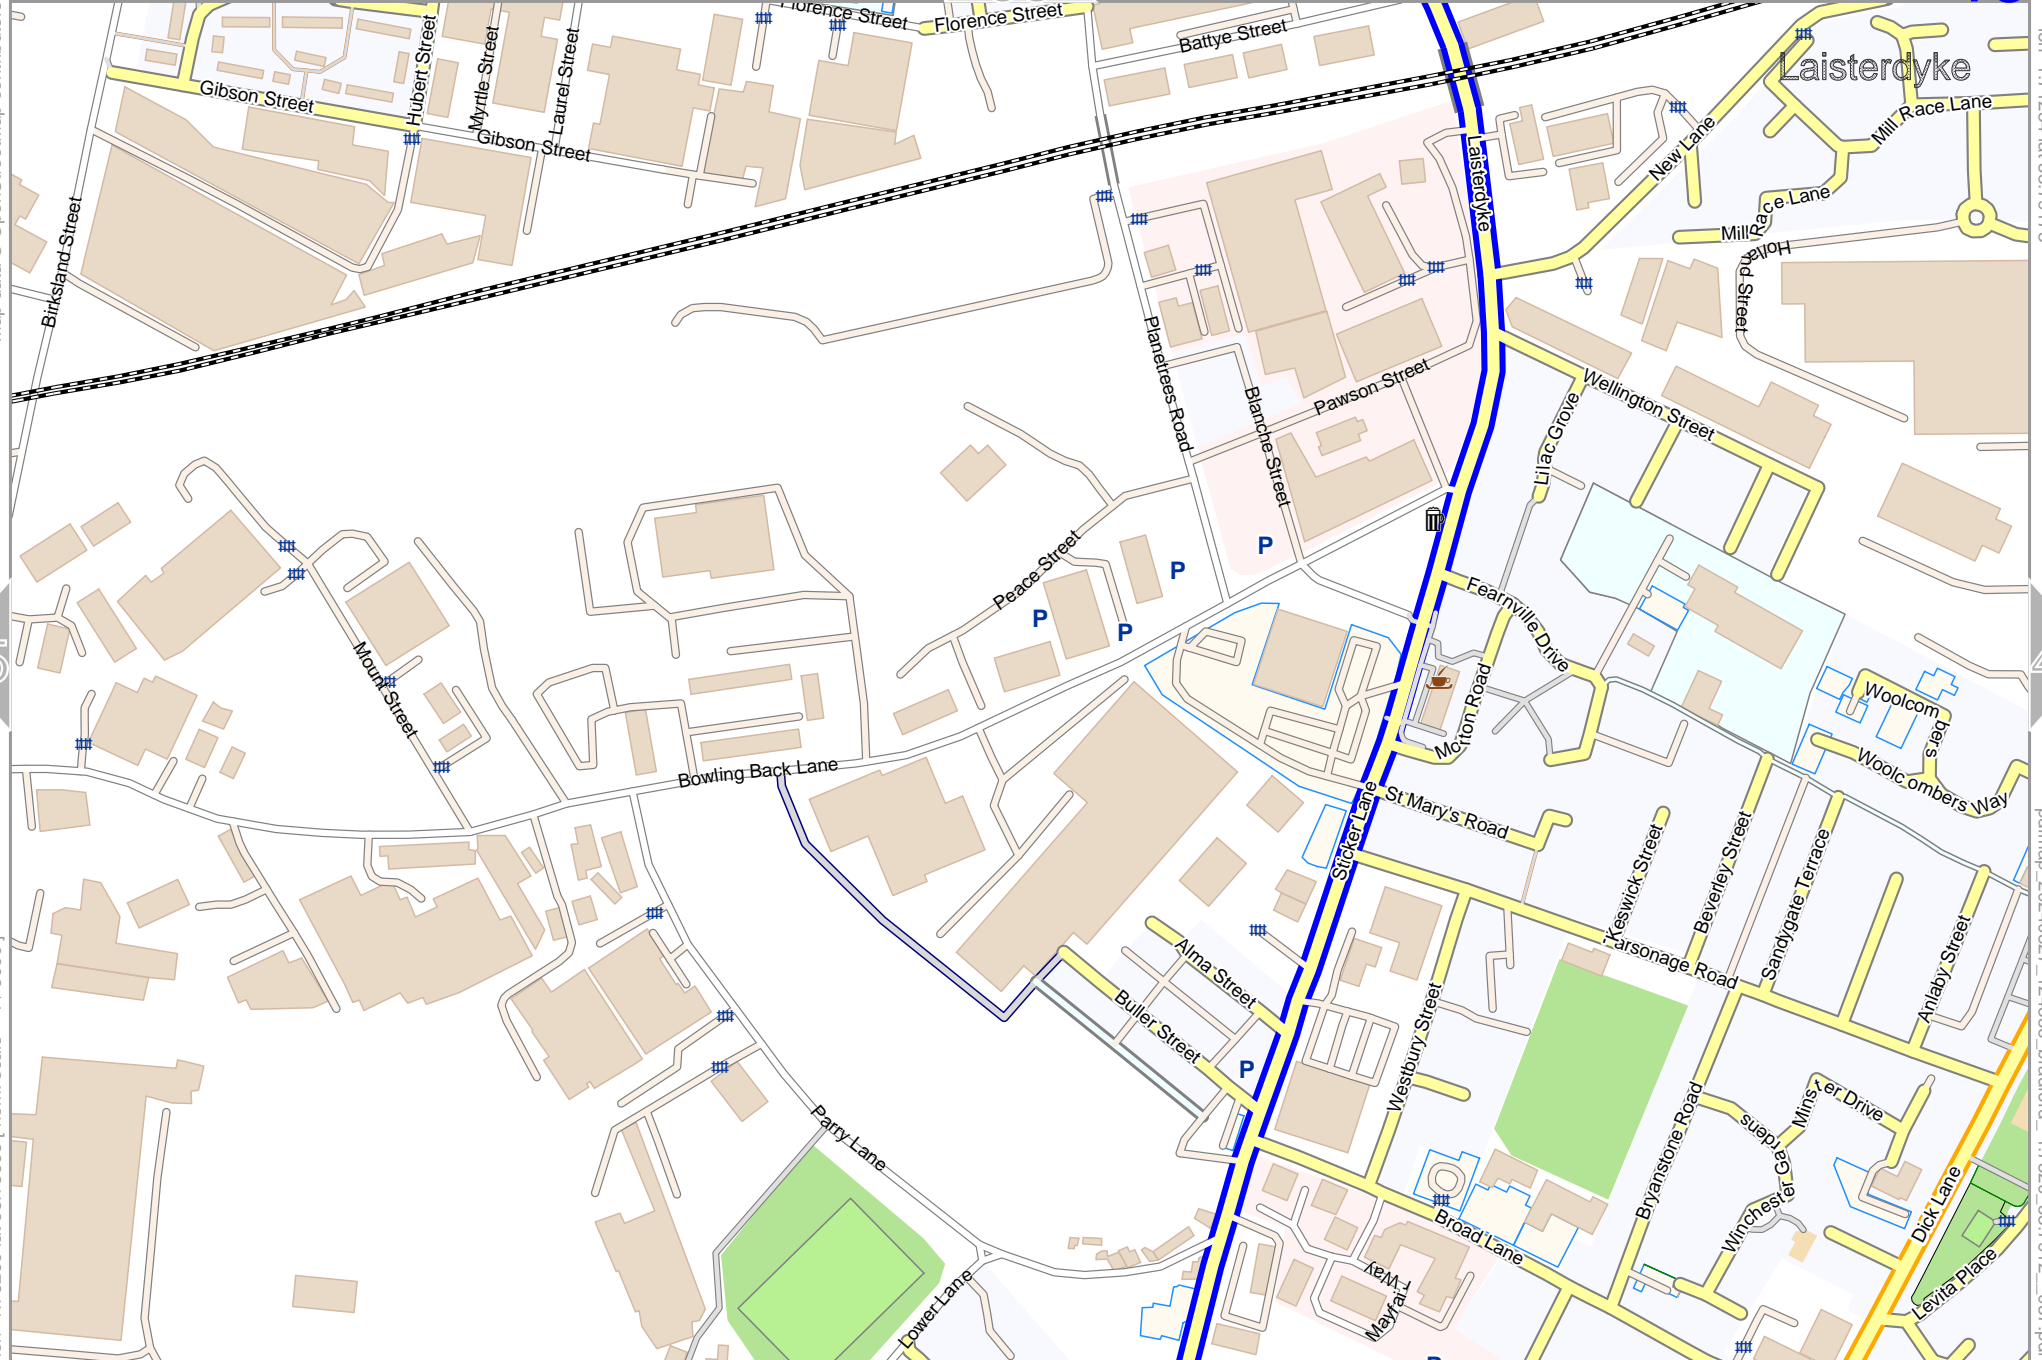 Florence Street
Florence Street
Battye Street
Laisterdyke
Gibson Street
Hubert Street
Myrtle Street
Laurel Street
Gibson Street
Mill Race Lane
New Lane
Laisterdyke
Mill Race Lane
Holland Street
Birksland Street
Planetrees Road
Blanche Street
Pawson Street
Wellington Street
Lilac Grove
P
P
Peace Street
P
P
Fearnville Drive
Mount Street
Morton Road
Woolcombers
Woolcombers Way
Bowling Back Lane
St Mary's Road
Sticker Lane
Keswick Street
Beverley Street
Sandygate Terrace
Parsonage Road
Anlaby Street
Alma Street
Buller Street
P
Westbury Street
Parry Lane
Bryanstone Road
Minster Drive
Winchester Gardens
Dick Lane
Broad Lane
Mayfair Way
Lower Lane
Levita Place